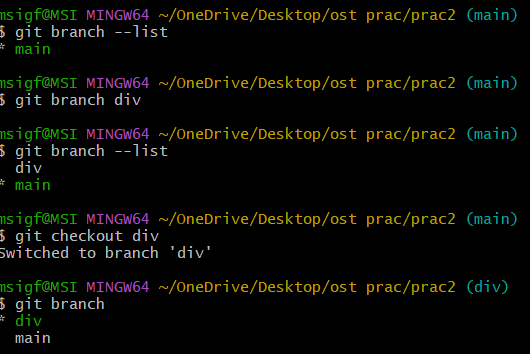 msigf@MSI MINGW64 ~/OneDrive/Desktop/ost prac/prac2 (main)
$ git branch --list
* main
msigf@MSI MINGW64 ~/OneDrive/Desktop/ost prac/prac2 (main)
$ git branch div
msigf@MSI MINGW64 ~/OneDrive/Desktop/ost prac/prac2 (main)
$ git branch --list
  div
* main
msigf@MSI MINGW64 ~/OneDrive/Desktop/ost prac/prac2 (main)
$ git checkout div
Switched to branch 'div'
msigf@MSI MINGW64 ~/OneDrive/Desktop/ost prac/prac2 (div)
$ git branch
* div
  main